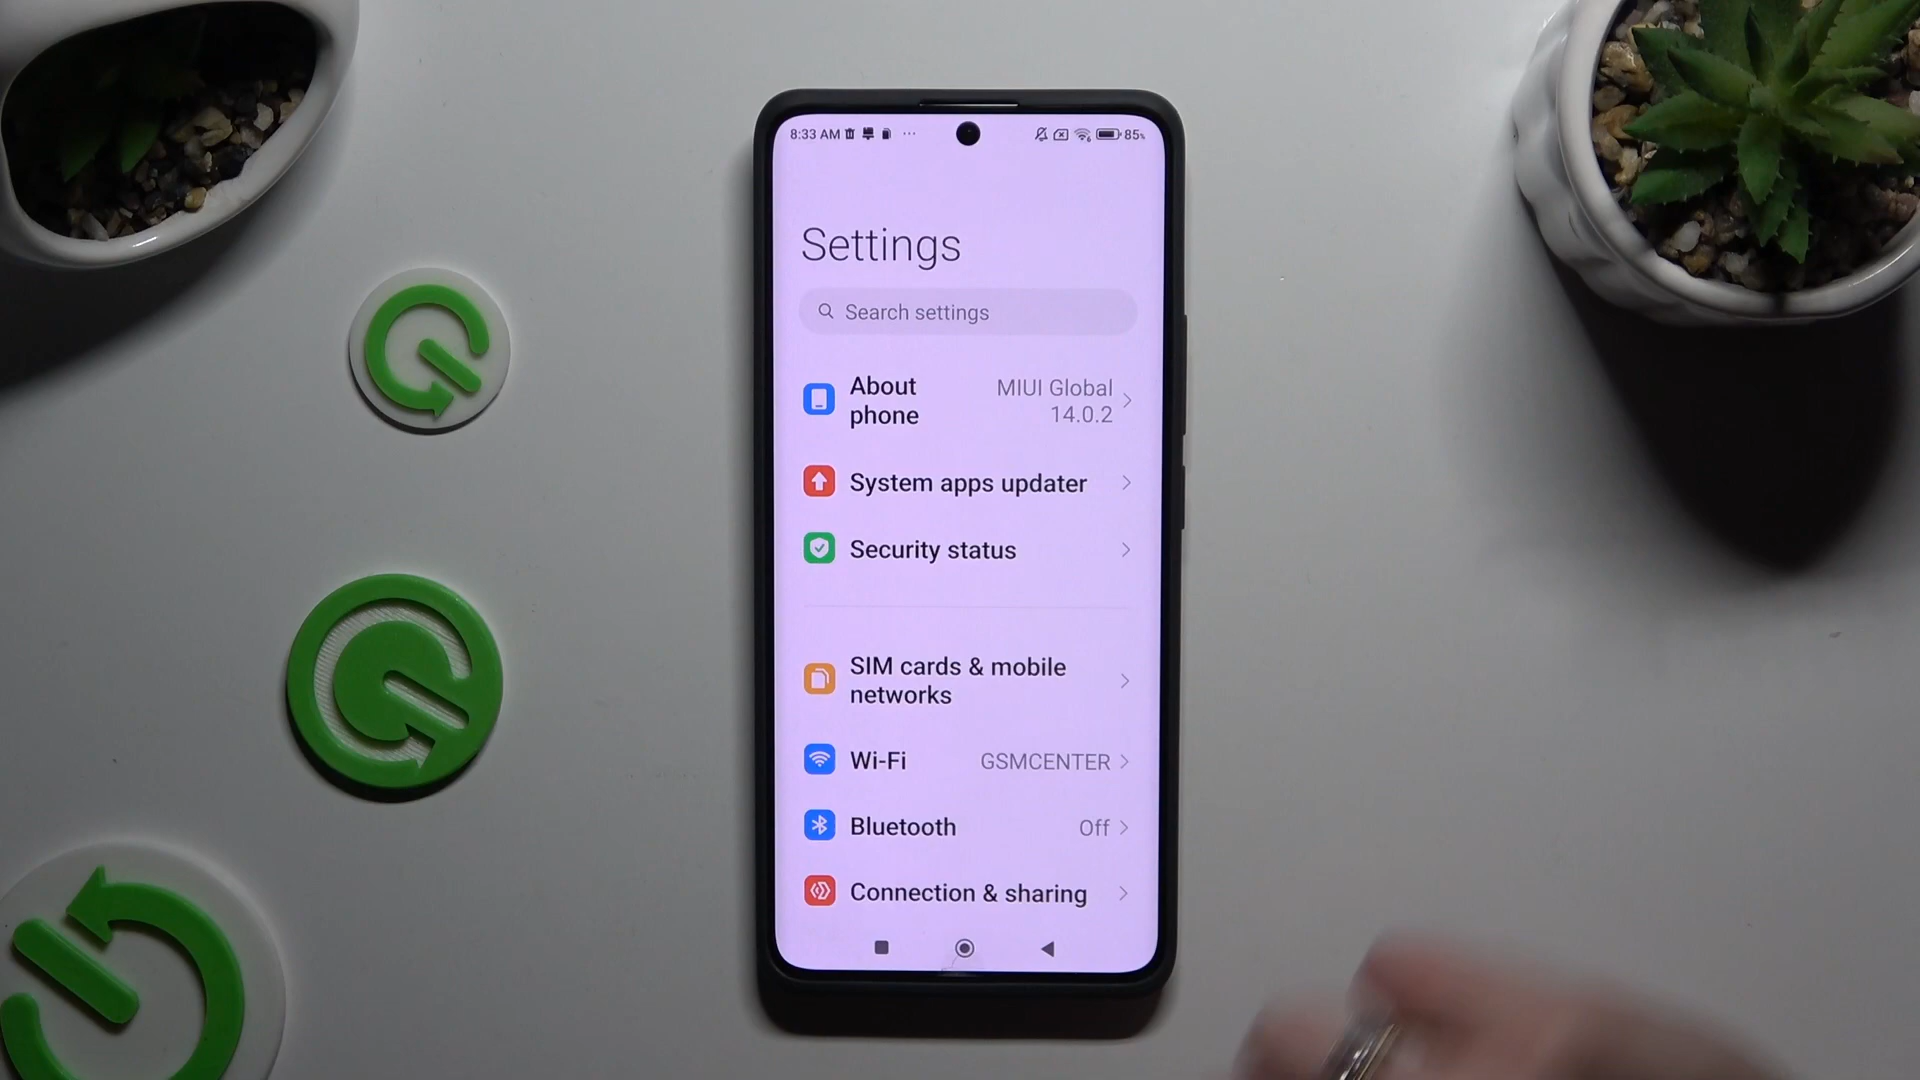 8:33 AM
85%
Settings
Search settings
About phone
MIUI Global 14.0.2
System apps updater
Security status
SIM cards & mobile networks
Wi-Fi
GSMCENTER
Bluetooth
Off
Connection & sharing